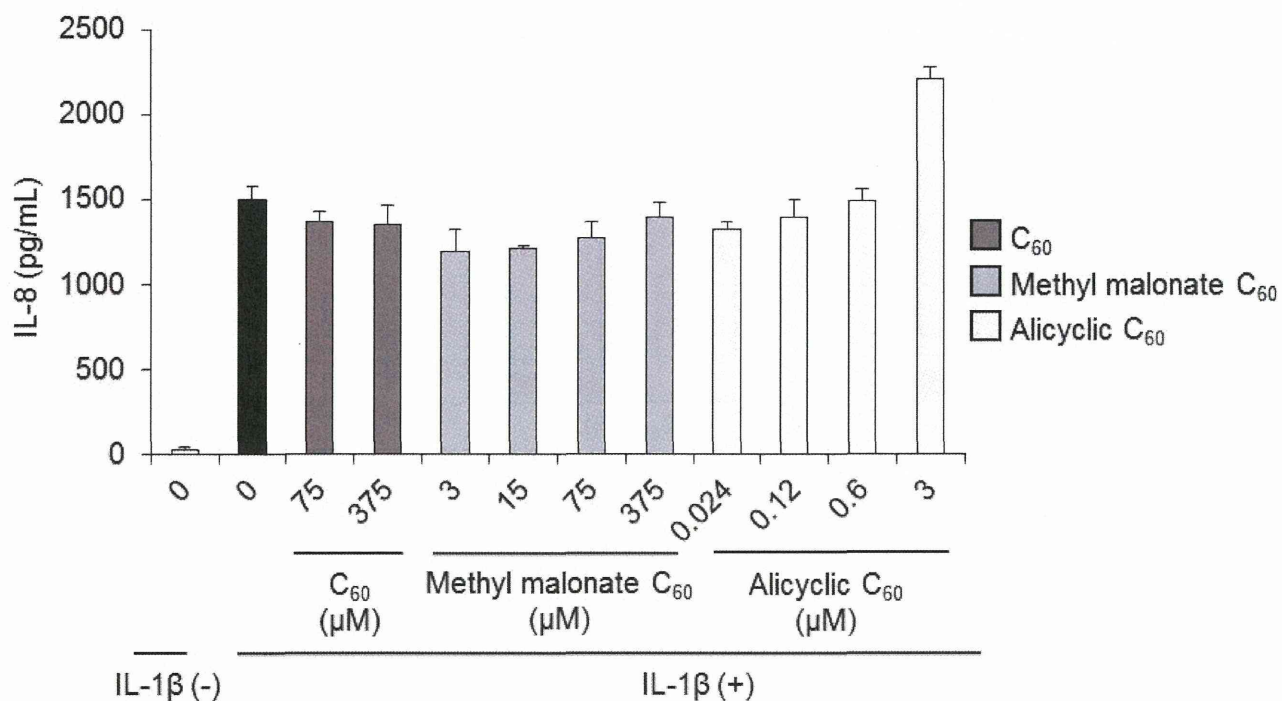 2500
2000
1500
1000
500
0
IL-8 (pg/mL)
C₆₀
Methyl malonate C₆₀
Alicyclic C₆₀
0 0 75 375 3 15 75 375 0.024 0.12 0.6 3
C₆₀ Methyl malonate C₆₀ Alicyclic C₆₀
(μM) (μM) (μM)
IL-1β (-) IL-1β (+)